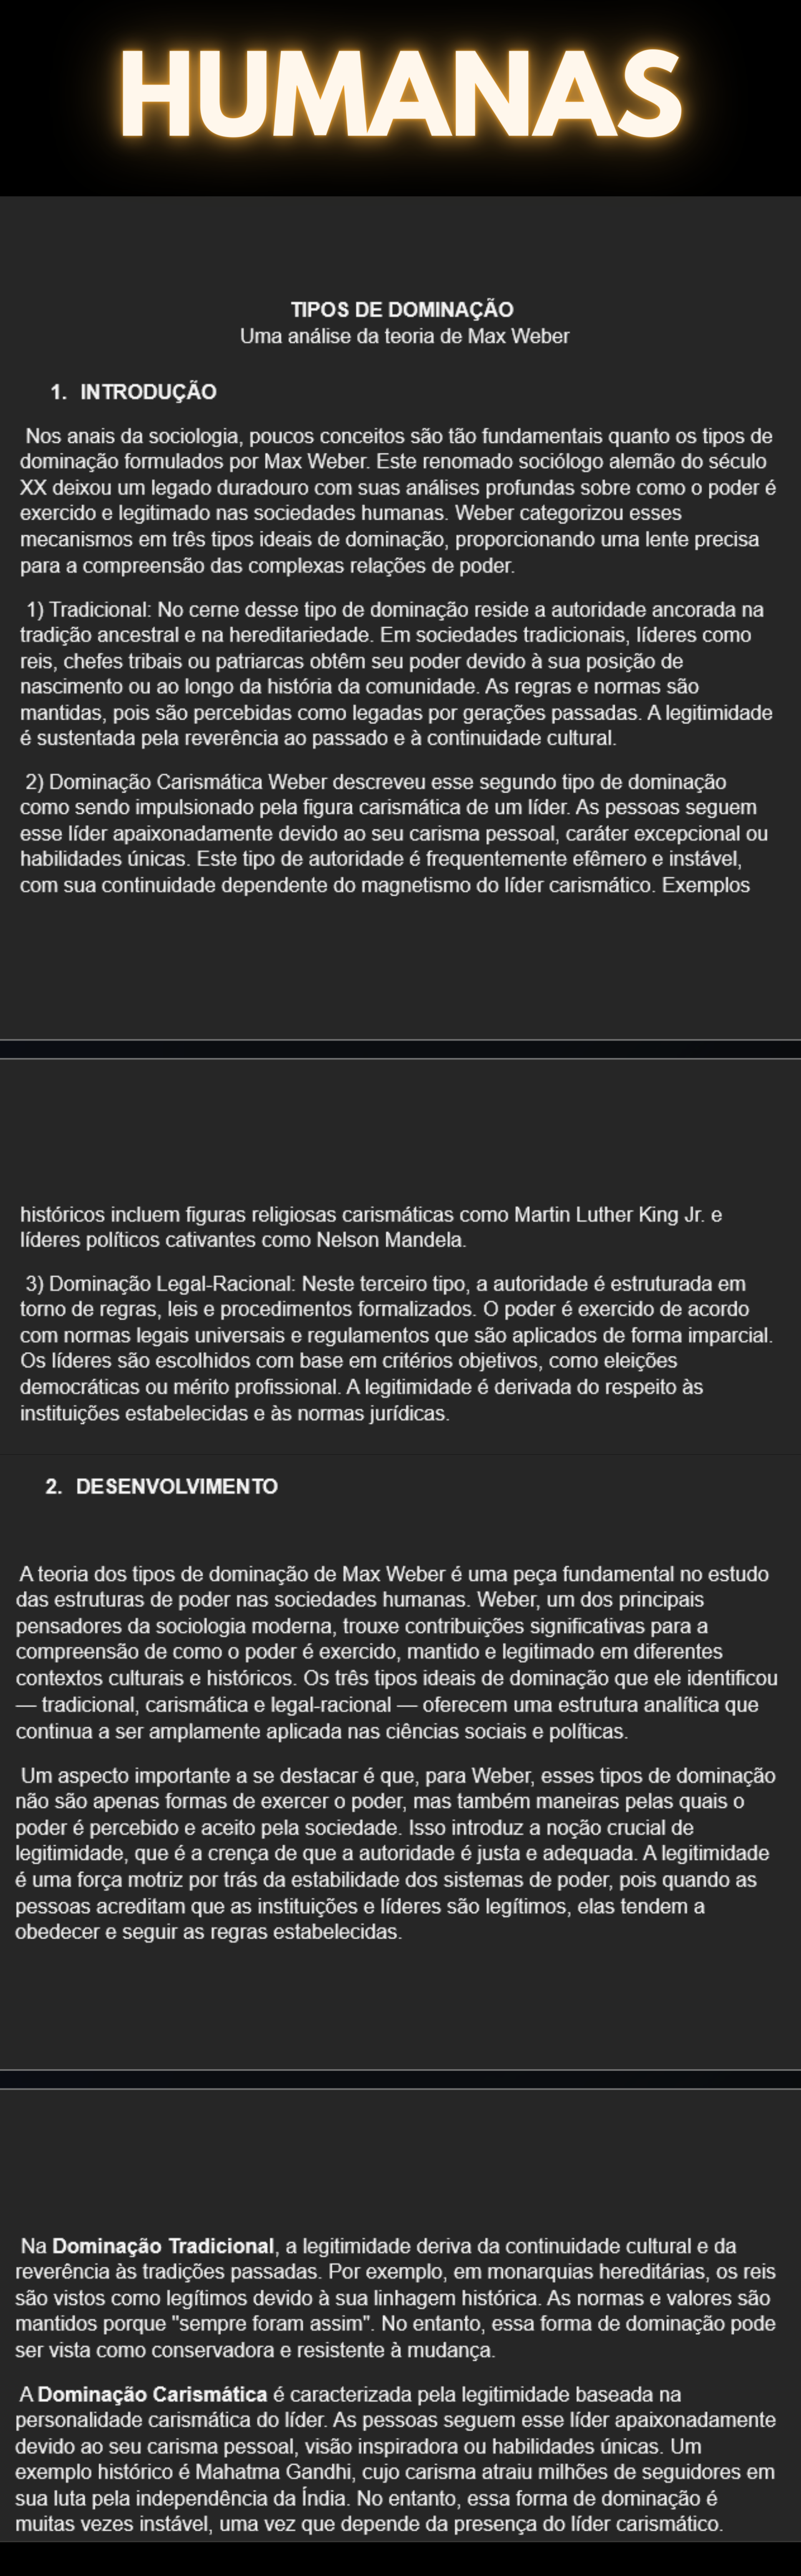 HUMANAS
TIPOS DE DOMINAÇÃO
Uma análise da teoria de Max Weber
1. INTRODUÇÃO
Nos anais da sociologia, poucos conceitos são tão fundamentais quanto os tipos de
dominação formulados por Max Weber. Este renomado sociólogo alemão do século
XX deixou um legado duradouro com suas análises profundas sobre como o poder é
exercido e legitimado nas sociedades humanas. Weber categorizou esses
mecanismos em três tipos ideais de dominação, proporcionando uma lente precisa
para a compreensão das complexas relações de poder.
1) Tradicional: No cerne desse tipo de dominação reside a autoridade ancorada na
tradição ancestral e na hereditariedade. Em sociedades tradicionais, líderes como
reis, chefes tribais ou patriarcas obtêm seu poder devido à sua posição de
nascimento ou ao longo da história da comunidade. As regras e normas são
mantidas, pois são percebidas como legadas por gerações passadas. A legitimidade
é sustentada pela reverência ao passado e à continuidade cultural.
2) Dominação Carismática Weber descreveu esse segundo tipo de dominação
como sendo impulsionado pela figura carismática de um líder. As pessoas seguem
esse líder apaixonadamente devido ao seu carisma pessoal, caráter excepcional ou
habilidades únicas. Este tipo de autoridade é frequentemente efêmero e instável,
com sua continuidade dependente do magnetismo do líder carismático. Exemplos
históricos incluem figuras religiosas carismáticas como Martin Luther King Jr. e
líderes políticos cativantes como Nelson Mandela.
3) Dominação Legal-Racional: Neste terceiro tipo, a autoridade é estruturada em
torno de regras, leis e procedimentos formalizados. O poder é exercido de acordo
com normas legais universais e regulamentos que são aplicados de forma imparcial.
Os líderes são escolhidos com base em critérios objetivos, como eleições
democráticas ou mérito profissional. A legitimidade é derivada do respeito às
instituições estabelecidas e às normas jurídicas.
2. DESENVOLVIMENTO
A teoria dos tipos de dominação de Max Weber é uma peça fundamental no estudo
das estruturas de poder nas sociedades humanas. Weber, um dos principais
pensadores da sociologia moderna, trouxe contribuições significativas para a
compreensão de como o poder é exercido, mantido e legitimado em diferentes
contextos culturais e históricos. Os três tipos ideais de dominação que ele identificou
— tradicional, carismática e legal-racional — oferecem uma estrutura analítica que
continua a ser amplamente aplicada nas ciências sociais e políticas.
Um aspecto importante a se destacar é que, para Weber, esses tipos de dominação
não são apenas formas de exercer o poder, mas também maneiras pelas quais o
poder é percebido e aceito pela sociedade. Isso introduz a noção crucial de
legitimidade, que é a crença de que a autoridade é justa e adequada. A legitimidade
é uma força motriz por trás da estabilidade dos sistemas de poder, pois quando as
pessoas acreditam que as instituições e líderes são legítimos, elas tendem a
obedecer e seguir as regras estabelecidas.
Na Dominação Tradicional, a legitimidade deriva da continuidade cultural e da
reverência às tradições passadas. Por exemplo, em monarquias hereditárias, os reis
são vistos como legítimos devido à sua linhagem histórica. As normas e valores são
mantidos porque "sempre foram assim". No entanto, essa forma de dominação pode
ser vista como conservadora e resistente à mudança.
A Dominação Carismática é caracterizada pela legitimidade baseada na
personalidade carismática do líder. As pessoas seguem esse líder apaixonadamente
devido ao seu carisma pessoal, visão inspiradora ou habilidades únicas. Um
exemplo histórico é Mahatma Gandhi, cujo carisma atraiu milhões de seguidores em
sua luta pela independência da Índia. No entanto, essa forma de dominação é
muitas vezes instável, uma vez que depende da presença do líder carismático.